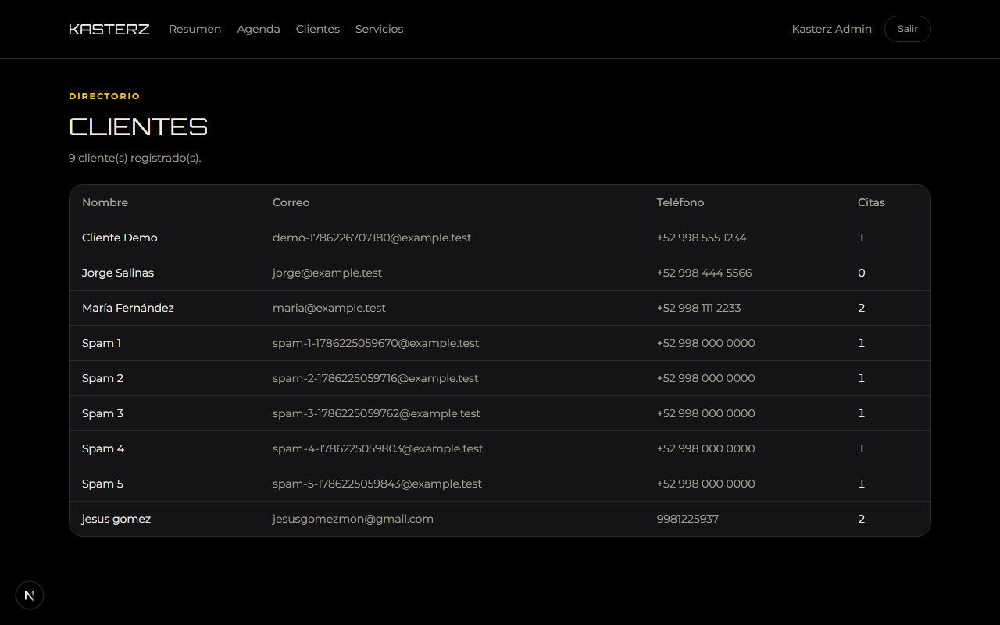 KASTERZ Resumen Agenda Clientes Servicios Kasterz Admin Salir
DIRECTORIO
CLIENTES
9 cliente(s) registrado(s).
Nombre Correo Teléfono Citas
Cliente Demo demo-1786226707180@example.test +52 998 555 1234 1
Jorge Salinas jorge@example.test +52 998 444 5566 0
María Fernández maria@example.test +52 998 111 2233 2
Spam 1 spam-1-1786225059670@example.test +52 998 000 0000 1
Spam 2 spam-2-1786225059716@example.test +52 998 000 0000 1
Spam 3 spam-3-1786225059762@example.test +52 998 000 0000 1
Spam 4 spam-4-1786225059803@example.test +52 998 000 0000 1
Spam 5 spam-5-1786225059843@example.test +52 998 000 0000 1
jesus gomez jesusgomezmon@gmail.com 9981225937 2
N